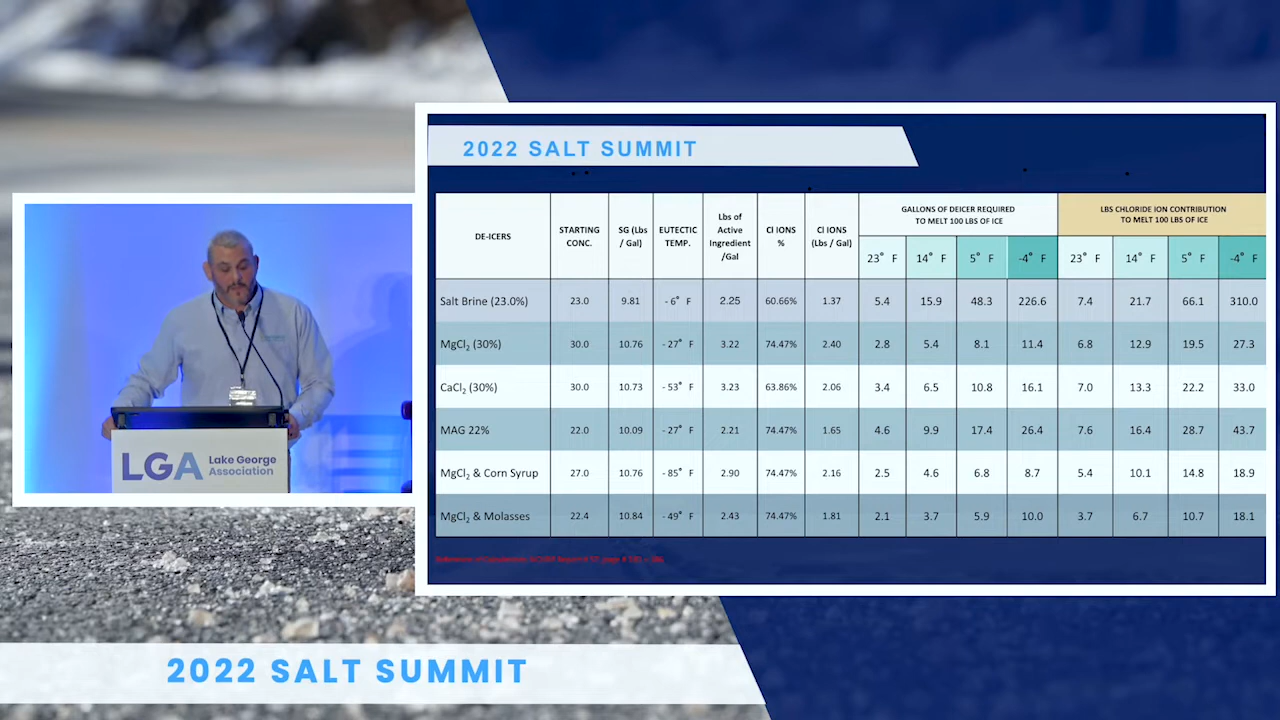 2022 SALT SUMMIT
DE-ICERS
STARTING CONC.
SG (Lbs / Gal)
EUTECTIC TEMP.
Lbs of Active Ingredient /Gal
Cl IONS %
Cl IONS (Lbs / Gal)
GALLONS OF DEICER REQUIRED
TO MELT 100 LBS OF ICE
LBS CHLORIDE ION CONTRIBUTION
TO MELT 100 LBS OF ICE
23° F 14° F 5° F -4° F 23° F 14° F 5° F -4° F
Salt Brine (23.0%) 23.0 9.81 - 6° F 2.25 60.66% 1.37 5.4 15.9 48.3 226.6 7.4 21.7 66.1 310.0
MgCl₂ (30%) 30.0 10.76 - 27° F 3.22 74.47% 2.40 2.8 5.4 8.1 11.4 6.8 12.9 19.5 27.3
CaCl₂ (30%) 30.0 10.73 - 53° F 3.23 63.86% 2.06 3.4 6.5 10.8 16.1 7.0 13.3 22.2 33.0
MAG 22% 22.0 10.09 - 27° F 2.21 74.47% 1.65 4.6 9.9 17.4 26.4 7.6 16.4 28.7 43.7
MgCl₂ & Corn Syrup 27.0 10.76 - 85° F 2.90 74.47% 2.16 2.5 4.6 6.8 8.7 5.4 10.1 14.8 18.9
MgCl₂ & Molasses 22.4 10.84 - 49° F 2.43 74.47% 1.81 2.1 3.7 5.9 10.0 3.7 6.7 10.7 18.1
LGA Lake George
Association
2022 SALT SUMMIT